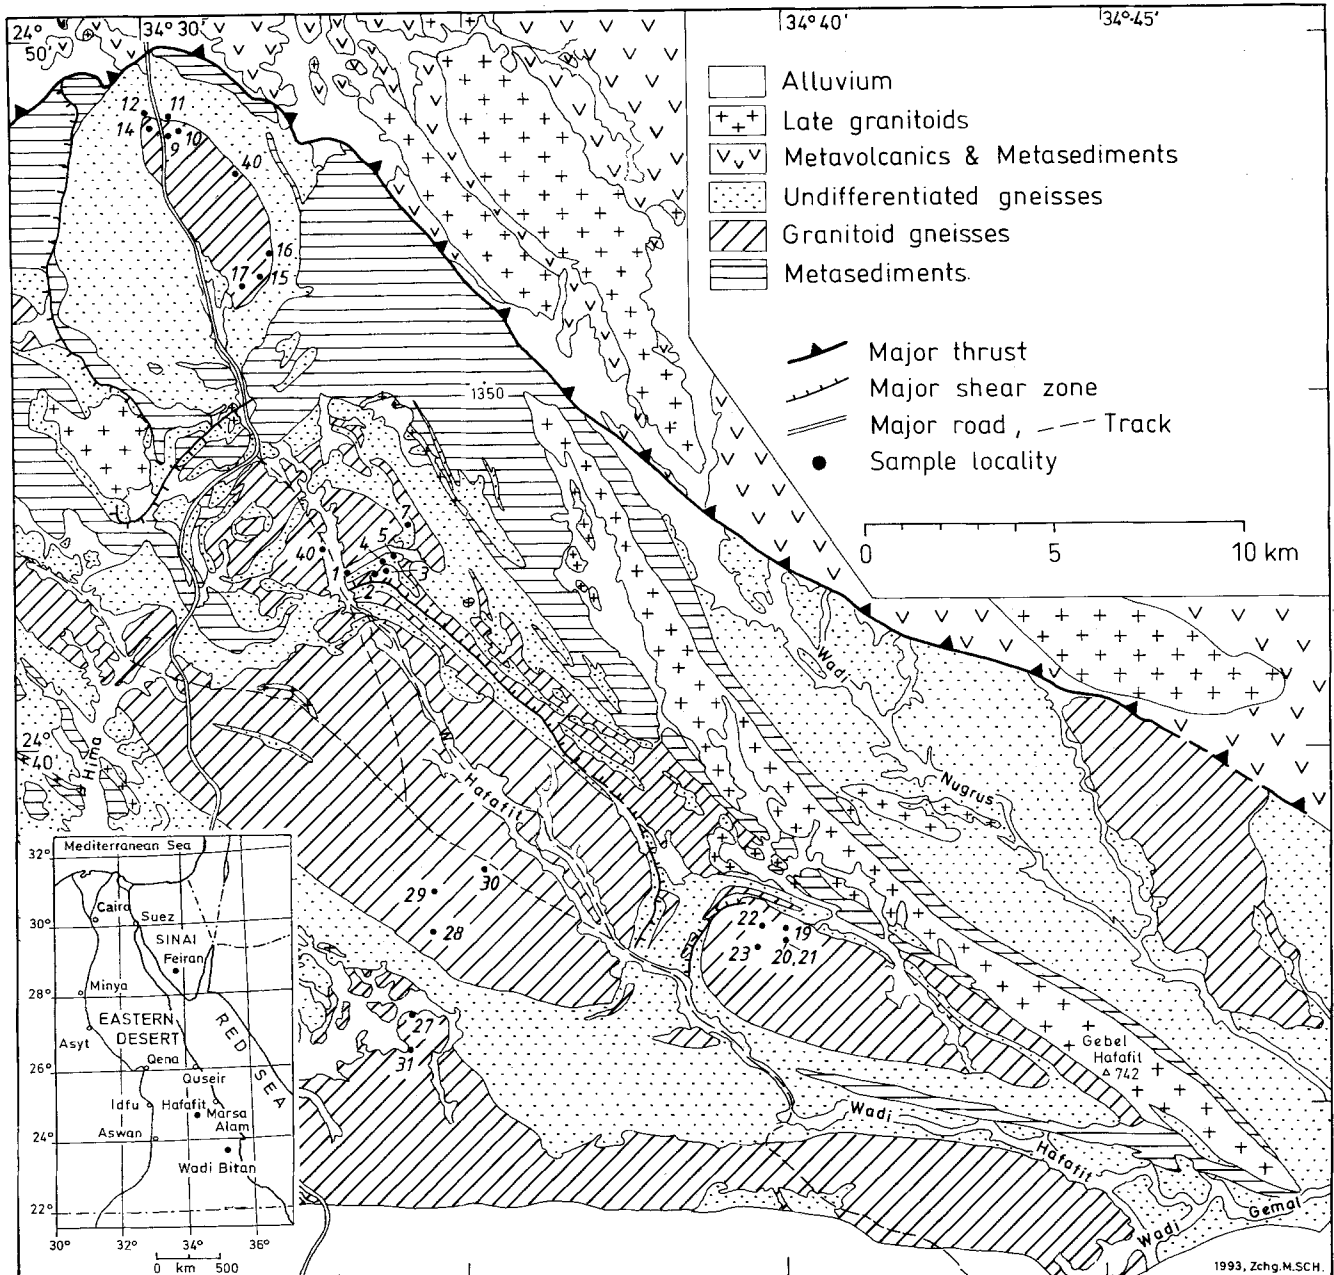 24° 34° 30' 34° 40' 34°-45'
50'
Alluvium
Late granitoids
Metavolcanics & Metasediments
Undifferentiated gneisses
Granitoid gneisses
Metasediments.
Major thrust
Major shear zone
Major road, Track
Sample locality
0 5 10 km
12 11
14 10
9
40
16
17 15
1350
7
5
4
40
1 3
2
Wadi
Nugrus
24°
40'
Hima
W.
Hafafit
30
29
28
22 19
23 20,21
27
31
Gebel
Hafafit
742
Wadi
Hafafit
Wadi
Gemal
32°
Mediterranean Sea
Cairo
30° Suez
SINAI
Feiran
Minya
28°
EASTERN
DESERT
RED SEA
Asyt
Qena
26°
Quseir
Idfu Hafafit Marsa
Alam
Aswan
24°
Wadi Bitan
22°
30° 32° 34° 36°
0 km 500
1993, Zchg.M.SCH.